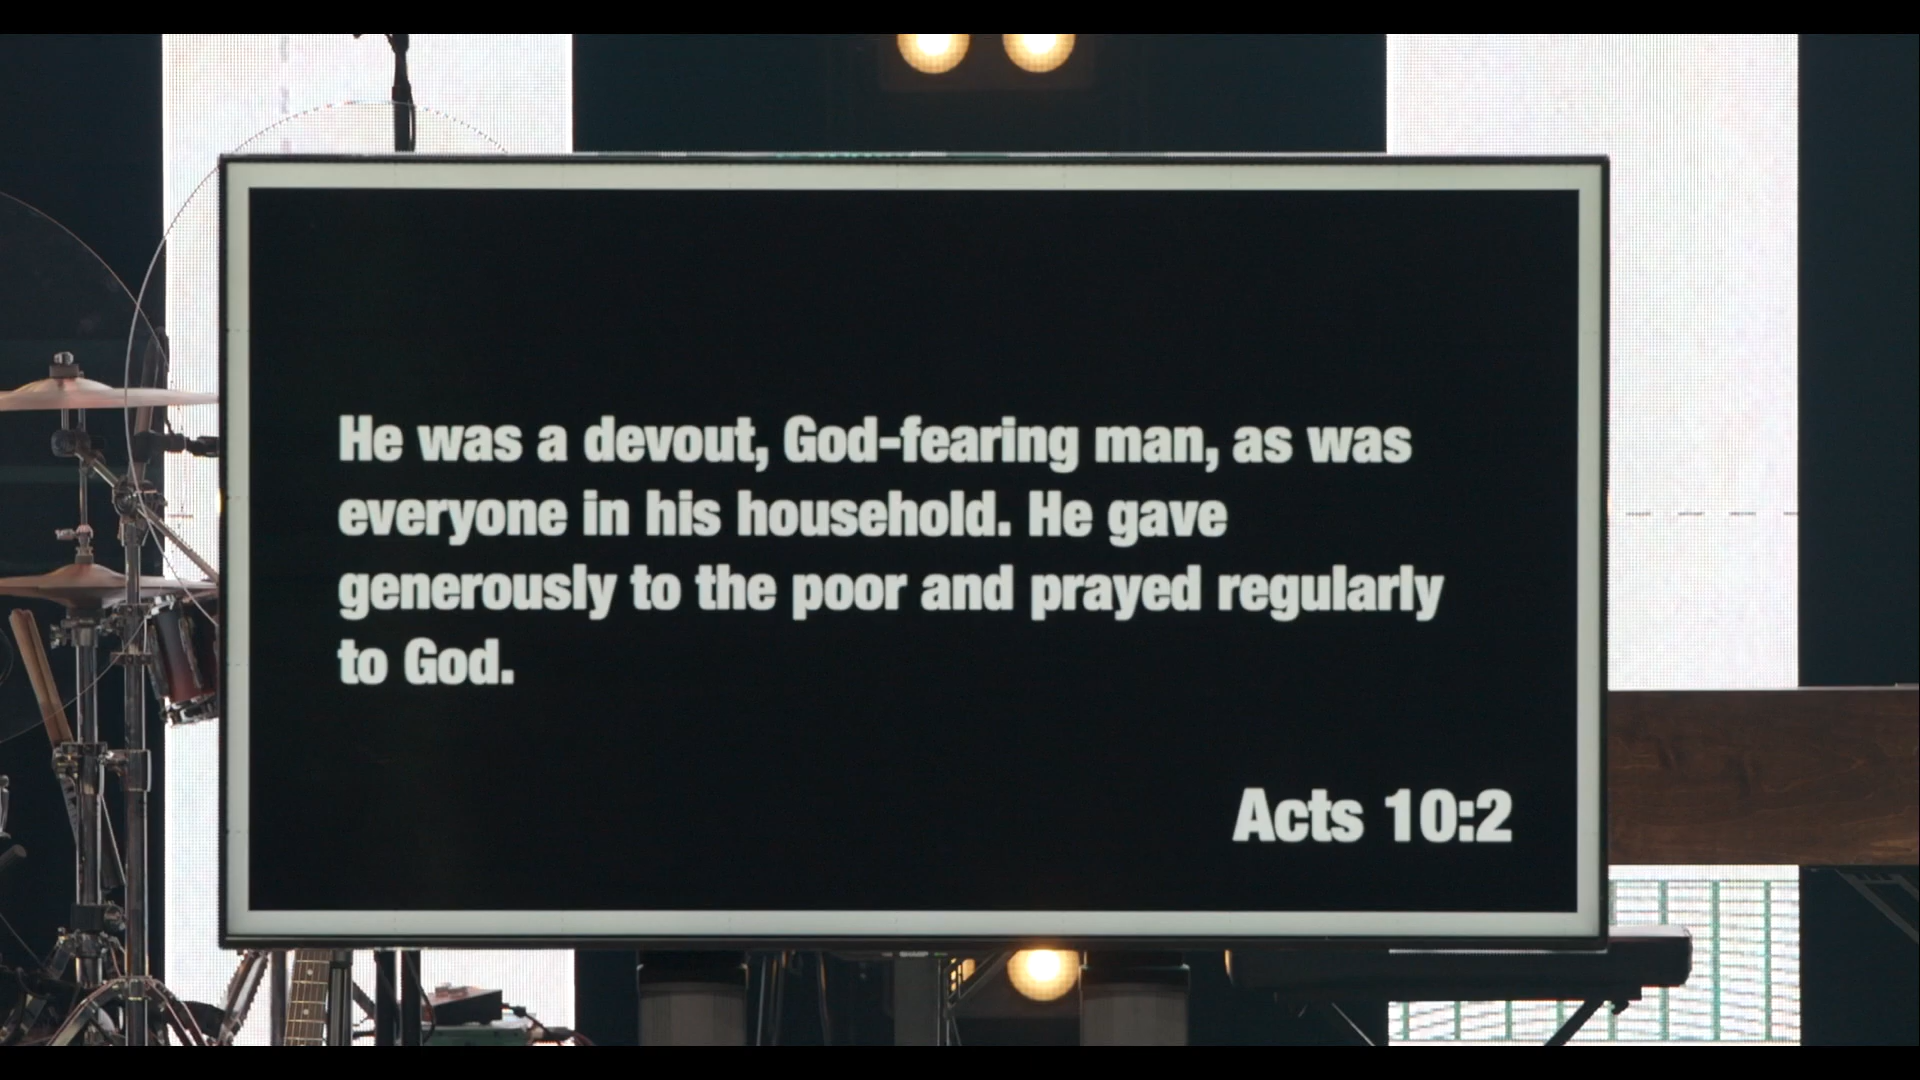 He was a devout, God-fearing man, as was
everyone in his household. He gave
generously to the poor and prayed regularly
to God.
Acts 10:2
SHARP